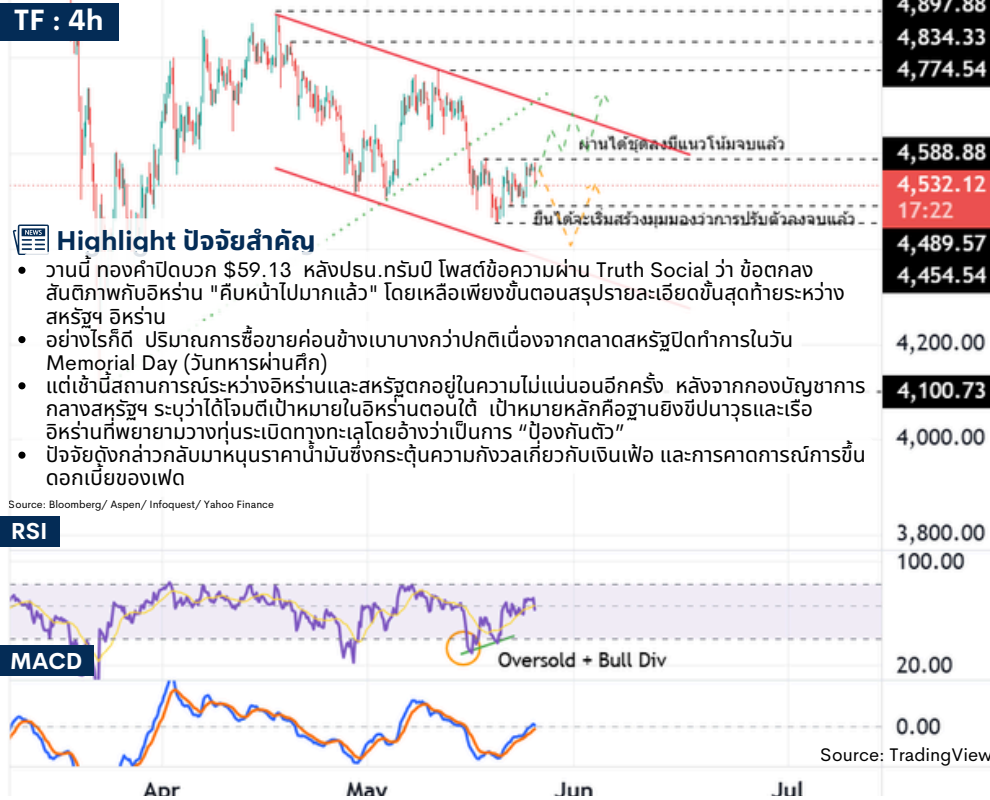 TF : 4h
4,897.88
4,834.33
4,774.54
ผ่านได้ชุดลงมีแนวโน้มจบแล้ว
4,588.88
4,532.12
17:22
ยืนได้จะเริ่มสร้างมุมมองว่าการปรับตัวลงจบแล้ว
4,489.57
4,454.54
NEWS
Highlight ปัจจัยสำคัญ
• วานนี้ ทองคำปิดบวก $59.13 หลังปธน.ทรัมป์ โพสต์ข้อความผ่าน Truth Social ว่า ข้อตกลง
สันติภาพกับอิหร่าน "คืบหน้าไปมากแล้ว" โดยเหลือเพียงขั้นตอนสรุปรายละเอียดขั้นสุดท้ายระหว่าง
สหรัฐฯ อิหร่าน
• อย่างไรก็ดี ปริมาณการซื้อขายค่อนข้างเบาบางกว่าปกติเนื่องจากตลาดสหรัฐปิดทำการในวัน
Memorial Day (วันทหารผ่านศึก)
• แต่เช้านี้สถานการณ์ระหว่างอิหร่านและสหรัฐตกอยู่ในความไม่แน่นอนอีกครั้ง หลังจากกองบัญชาการ
กลางสหรัฐฯ ระบุว่าได้โจมตีเป้าหมายในอิหร่านตอนใต้ เป้าหมายหลักคือฐานยิงขีปนาวุธและเรือ
อิหร่านที่พยายามวางทุ่นระเบิดทางทะเลโดยอ้างว่าเป็นการ “ป้องกันตัว”
• ปัจจัยดังกล่าวกลับมาหนุนราคาน้ำมันซึ่งกระตุ้นความกังวลเกี่ยวกับเงินเฟ้อ และการคาดการณ์การขึ้น
ดอกเบี้ยของเฟด
4,200.00
4,100.73
4,000.00
3,800.00
Source: Bloomberg/ Aspen/ Infoquest/ Yahoo Finance
RSI
100.00
Oversold + Bull Div
20.00
MACD
0.00
Source: TradingView
Apr May Jun Jul